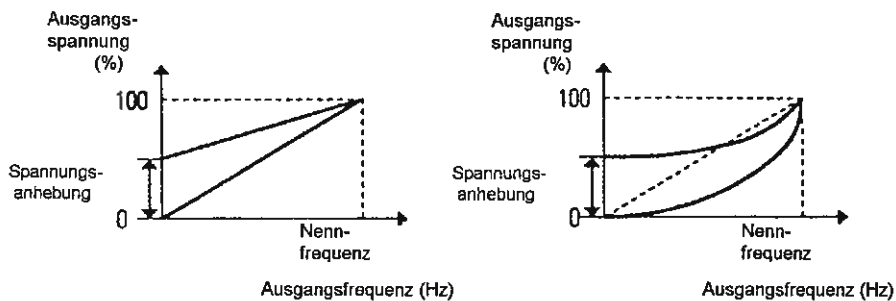 Ausgangs-
spannung
(%)
100
Spannungs-
anhebung
0
Nenn-
frequenz
Ausgangsfrequenz (Hz)
Ausgangs-
spannung
(%)
100
Spannungs-
anhebung
0
Nenn-
frequenz
Ausgangsfrequenz (Hz)